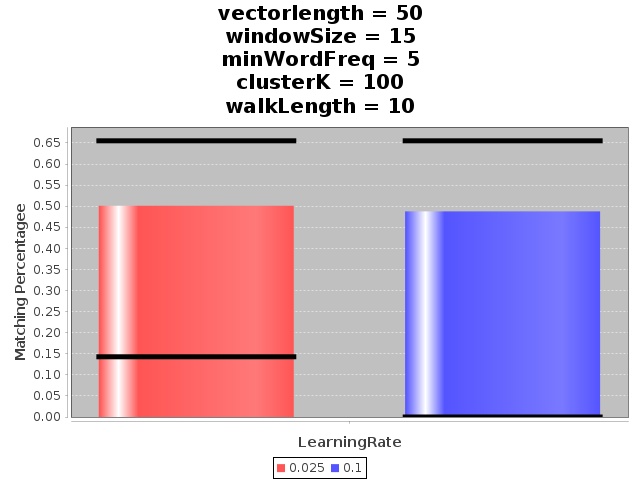 vectorlength = 50
windowSize = 15
minWordFreq = 5
clusterK = 100
walkLength = 10
Matching Percentagee
0.65
0.60
0.55
0.50
0.45
0.40
0.35
0.30
0.25
0.20
0.15
0.10
0.05
0.00
LearningRate
0.025 0.1